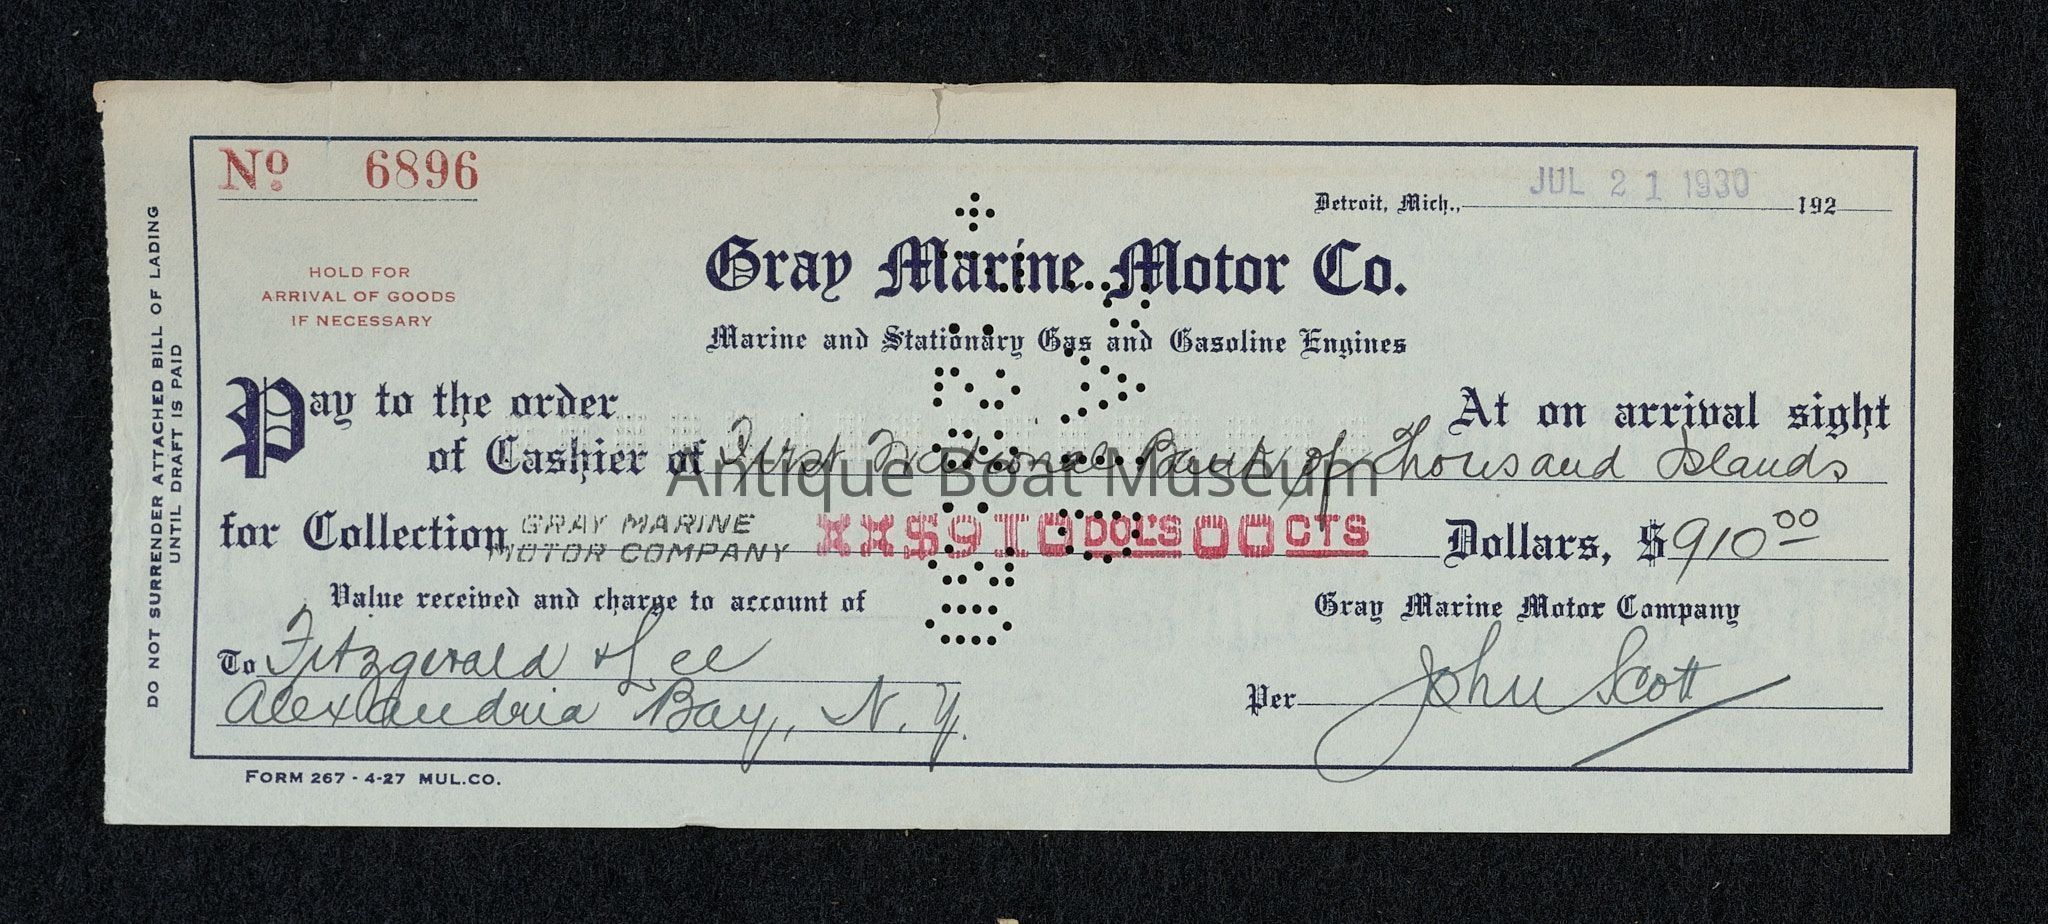 No. 6896
JUL 21 1930
Detroit, Mich., 192
HOLD FOR
ARRIVAL OF GOODS
IF NECESSARY
Gray Marine Motor Co.
Marine and Stationary Gas and Gasoline Engines
Pay to the order At on arrival sight
of Cashier of First National Bank of Thousand Islands
Antique Boat Museum
for Collection GRAY MARINE MOTOR COMPANY XX$910 DOL'S 00 CTS Dollars, $910 00
Value received and charge to account of
Gray Marine Motor Company
To Fitzgerald & Lee
Alexandria Bay, N.Y.
Per John Scott
FORM 267 - 4-27 MUL.CO.
DO NOT SURRENDER ATTACHED BILL OF LADING
UNTIL DRAFT IS PAID